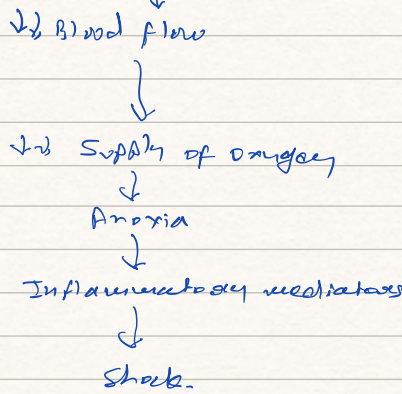 ↓↓ Blood flow
↓
↓↓ Supply of oxygen
↓
Anoxia
↓
Inflammatory mediators
↓
Shock.